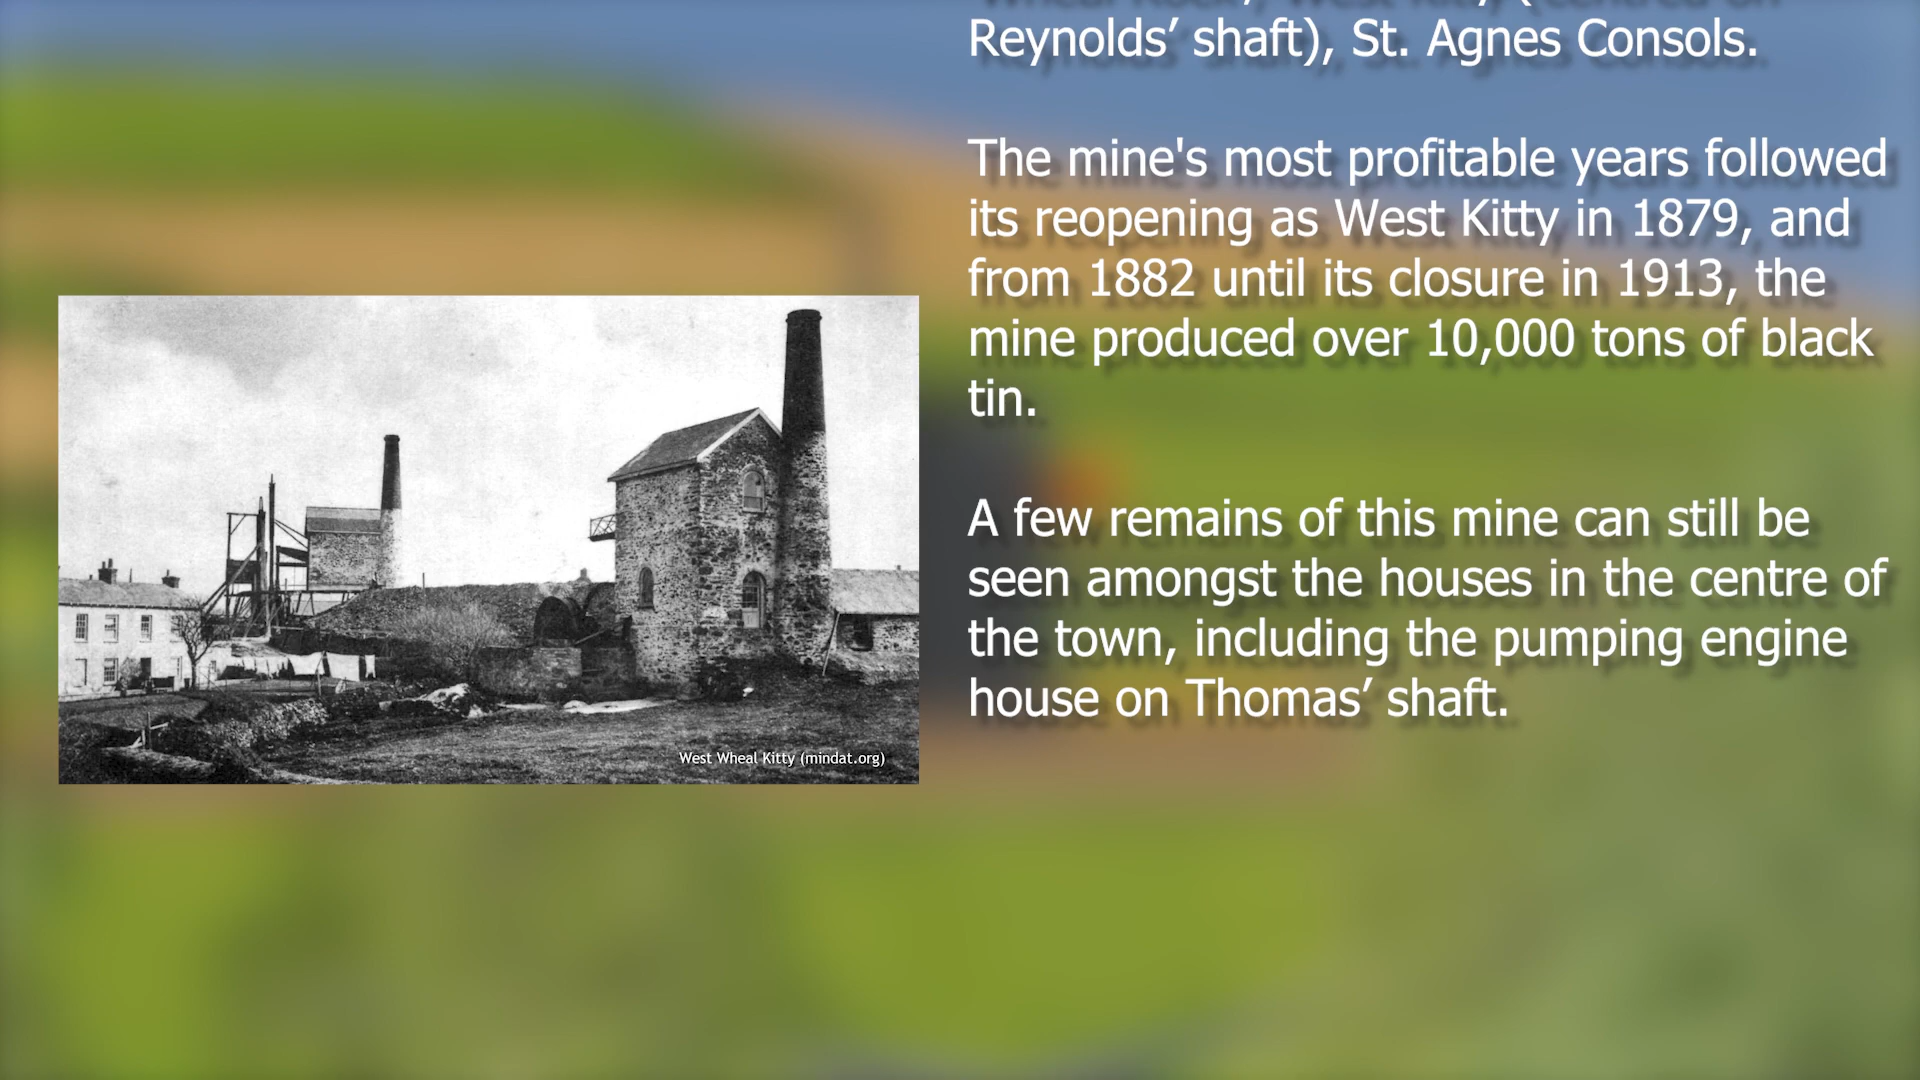 Reynolds’ shaft), St. Agnes Consols.
The mine's most profitable years followed
its reopening as West Kitty in 1879, and
from 1882 until its closure in 1913, the
mine produced over 10,000 tons of black
tin.
A few remains of this mine can still be
seen amongst the houses in the centre of
the town, including the pumping engine
house on Thomas’ shaft.
West Wheal Kitty (mindat.org)